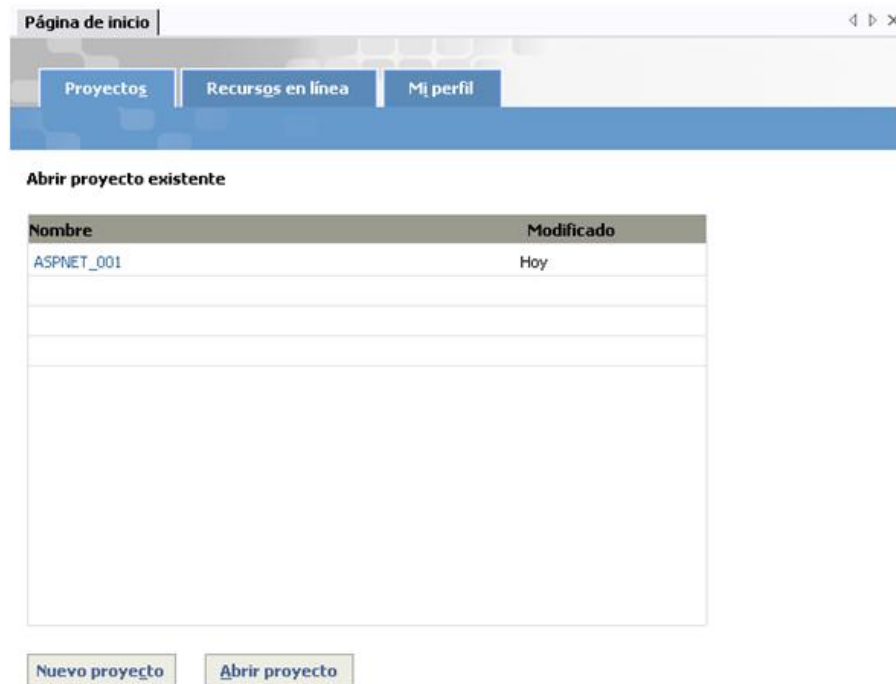 Página de inicio
Proyectos Recursos en línea Mi perfil
Abrir proyecto existente
Nombre Modificado
ASPNET_001 Hoy
Nuevo proyecto Abrir proyecto